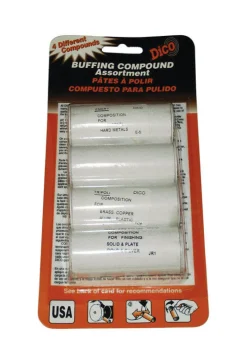 4 Different
Compounds
Dico
BUFFING COMPOUND
Assortment
PÂTES À POLIR
COMPUESTO PARA PULIDO
COMPOSITION
FOR
HARD METALS
TRIPOLI
COMPOSITION
FOR
BRASS-COPPER
COMPOSITION
FOR FINISHING
SOLID & PLATE
See back of card for recommendations
USA